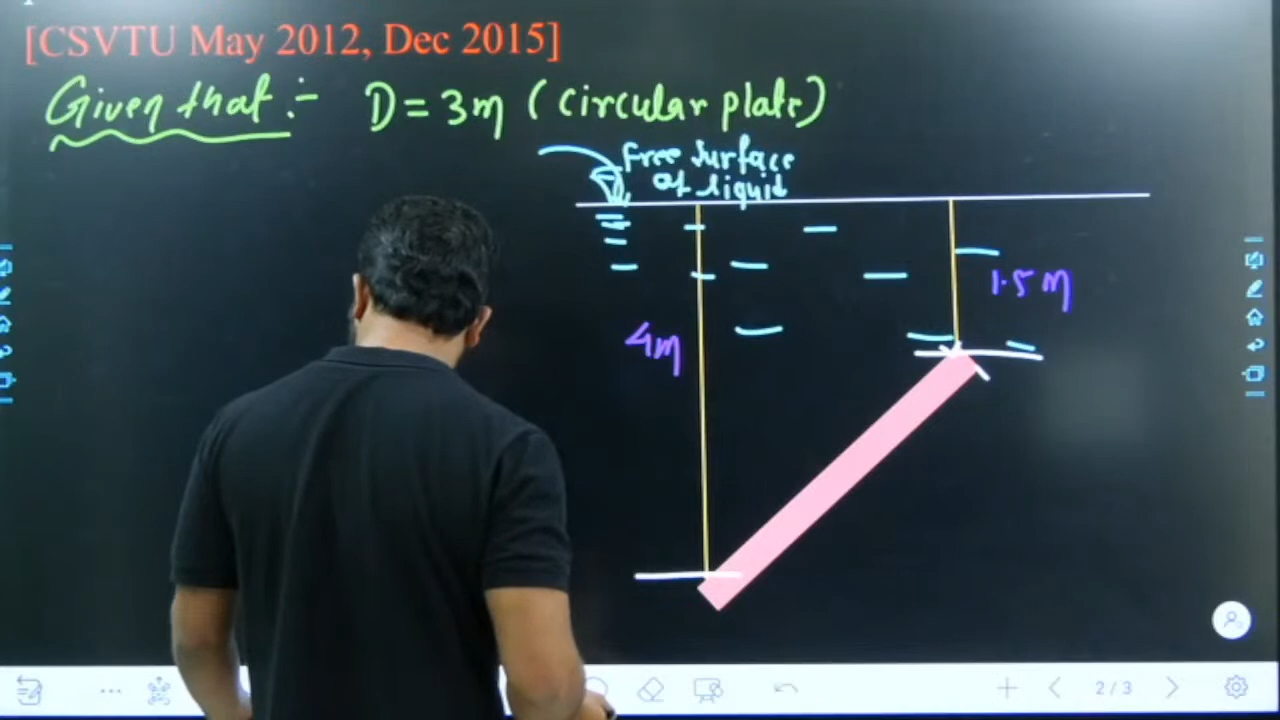 [CSVTU May 2012, Dec 2015]
Given that :- D = 3m (circular plate)
Free surface
of liquid
1.5 m
4m
2/3